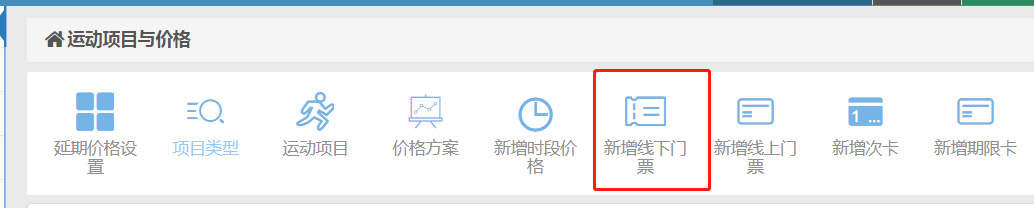 运动项目与价格
延期价格设置
项目类型
运动项目
价格方案
新增时段价格
新增线下门票
新增线上门票
新增次卡
新增期限卡